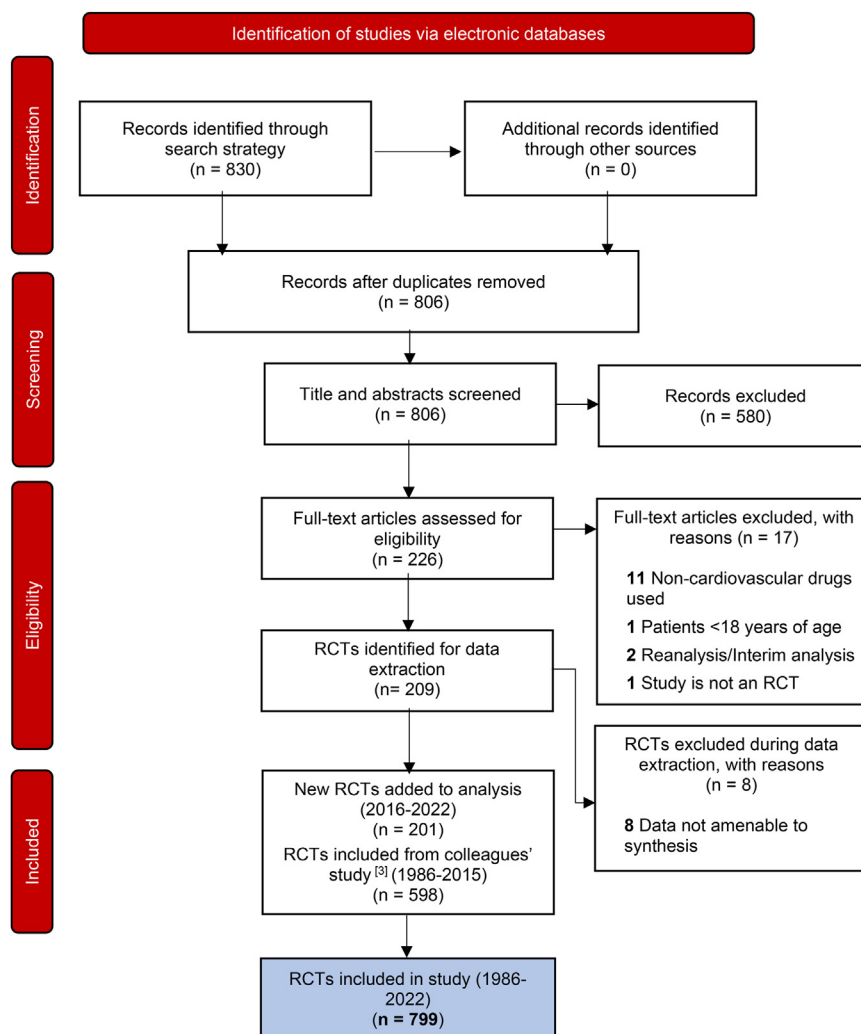 Identification of studies via electronic databases
Identification
Records identified through
search strategy
(n = 830)
Additional records identified
through other sources
(n = 0)
Records after duplicates removed
(n = 806)
Screening
Title and abstracts screened
(n = 806)
Records excluded
(n = 580)
Eligibility
Full-text articles assessed for
eligibility
(n = 226)
Full-text articles excluded, with
reasons (n = 17)
11 Non-cardiovascular drugs
used
1 Patients <18 years of age
2 Reanalysis/Interim analysis
1 Study is not an RCT
RCTs identified for data
extraction
(n= 209)
RCTs excluded during data
extraction, with reasons
(n = 8)
8 Data not amenable to
synthesis
Included
New RCTs added to analysis
(2016-2022)
(n = 201
RCTs included from colleagues'
study [3] (1986-2015)
n = 598
RCTs included in study (1986-
2022)
(n = 799